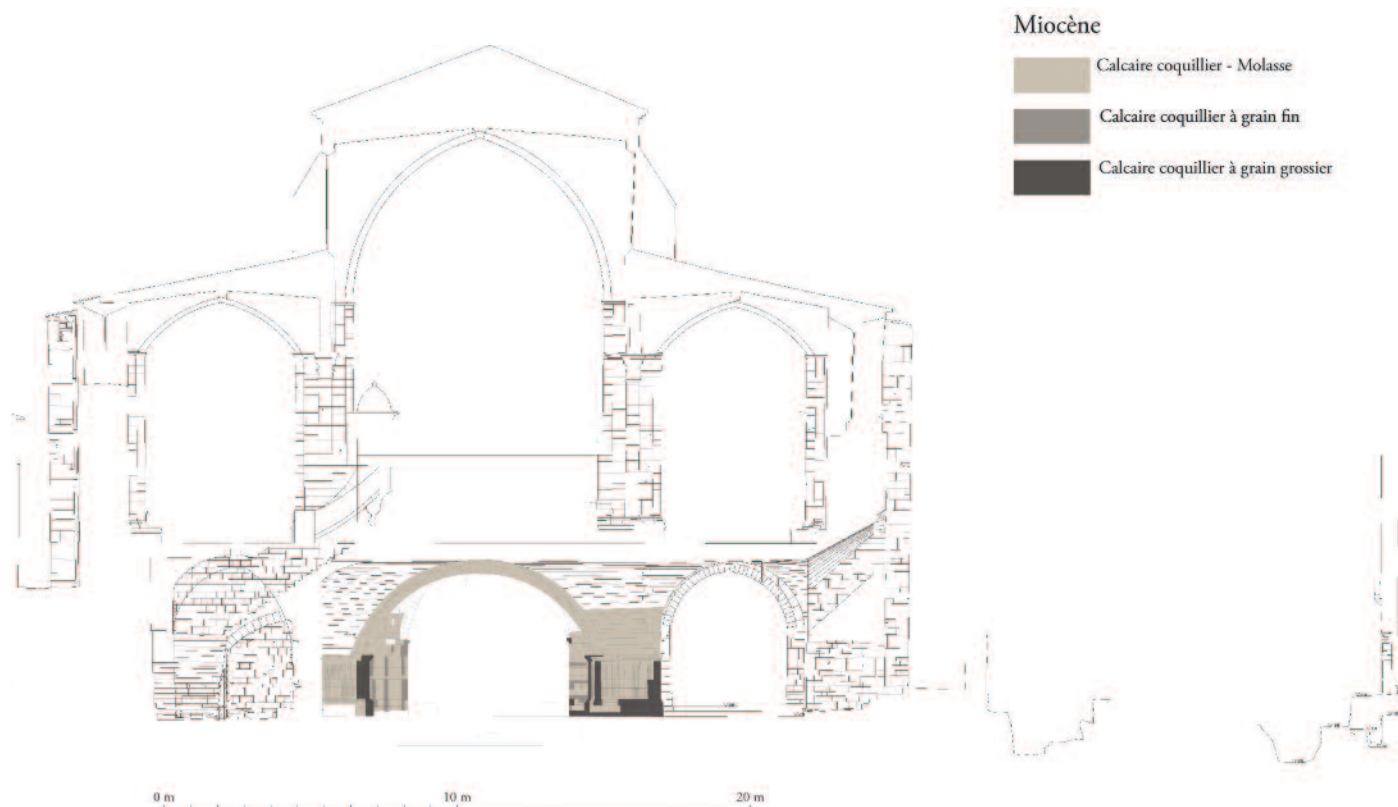 Miocène
Calcaire coquillier - Molasse
Calcaire coquillier à grain fin
Calcaire coquillier à grain grossier
0 m 10 m 20 m